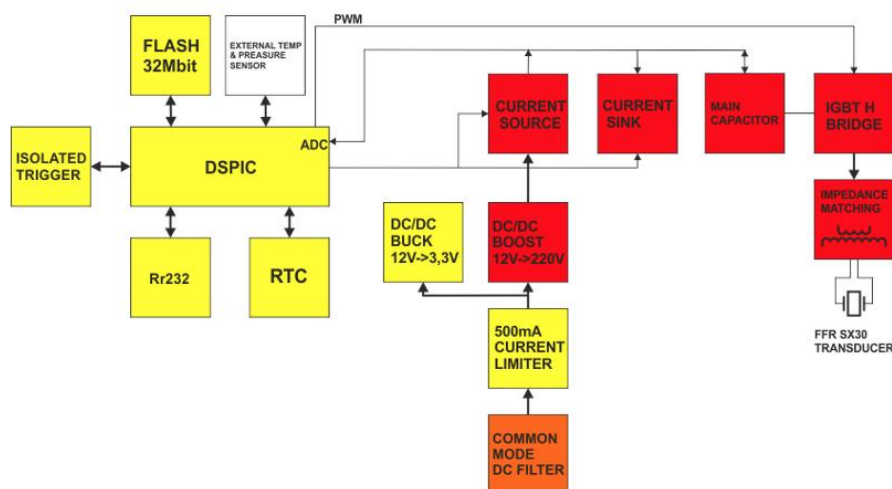 PWM
FLASH
32Mbit
EXTERNAL TEMP
& PREASURE
SENSOR
ADC
ISOLATED
TRIGGER
DSPIC
CURRENT
SOURCE
CURRENT
SINK
MAIN
CAPACITOR
IGBT H
BRIDGE
IMPEDANCE
MATCHING
Rr232
RTC
DC/DC
BUCK
12V->3,3V
DC/DC
BOOST
12V->220V
500mA
CURRENT
LIMITER
FFR SX30
TRANSDUCER
COMMON
MODE
DC FILTER